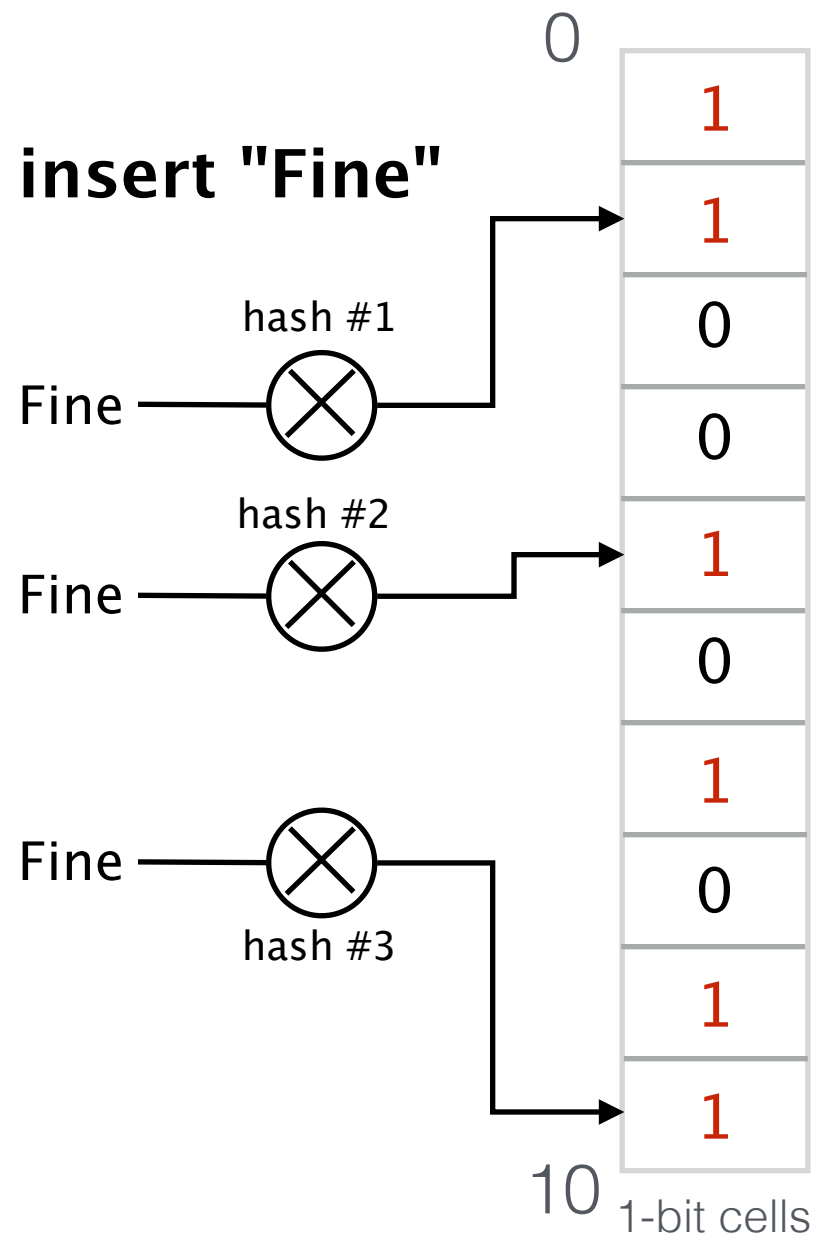 0
insert "Fine"
1
1
hash #1
0
Fine
0
hash #2
1
Fine
0
1
Fine
0
hash #3
1
1
10
1-bit cells